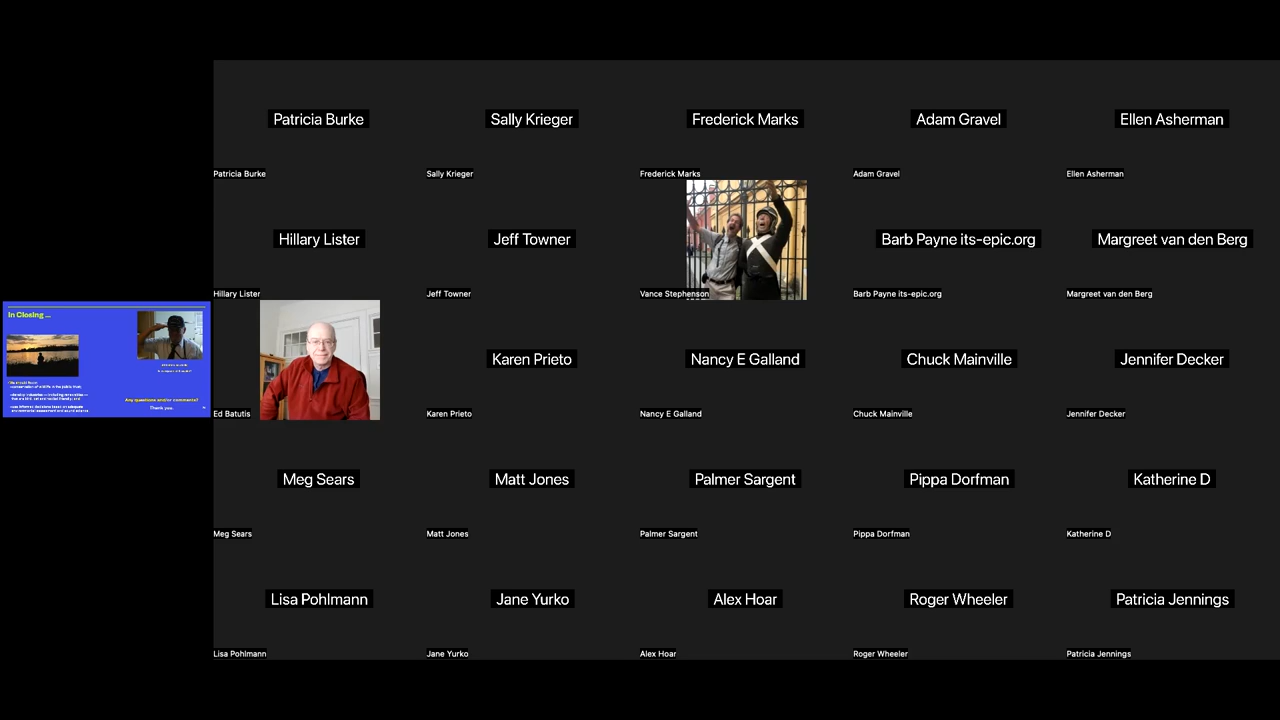 Patricia Burke
Sally Krieger
Frederick Marks
Adam Gravel
Ellen Asherman
Patricia Burke
Sally Krieger
Frederick Marks
Adam Gravel
Ellen Asherman
Hillary Lister
Jeff Towner
Barb Payne its-epic.org
Margreet van den Berg
Hillary Lister
Jeff Towner
Vance Stephenson
Barb Payne its-epic.org
Margreet van den Berg
In Closing ...
Any questions and/or comments?
Thank you.
Karen Prieto
Nancy E Galland
Chuck Mainville
Jennifer Decker
Ed Batutis
Karen Prieto
Nancy E Galland
Chuck Mainville
Jennifer Decker
Meg Sears
Matt Jones
Palmer Sargent
Pippa Dorfman
Katherine D
Meg Sears
Matt Jones
Palmer Sargent
Pippa Dorfman
Katherine D
Lisa Pohlmann
Jane Yurko
Alex Hoar
Roger Wheeler
Patricia Jennings
Lisa Pohlmann
Jane Yurko
Alex Hoar
Roger Wheeler
Patricia Jennings